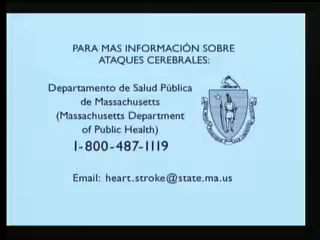 PARA MAS INFORMACIÓN SOBRE
ATAQUES CEREBRALES:
Departamento de Salud Pública
de Massachusetts
(Massachusetts Department
of Public Health)
1-800-487-1119
Email: heart.stroke@state.ma.us